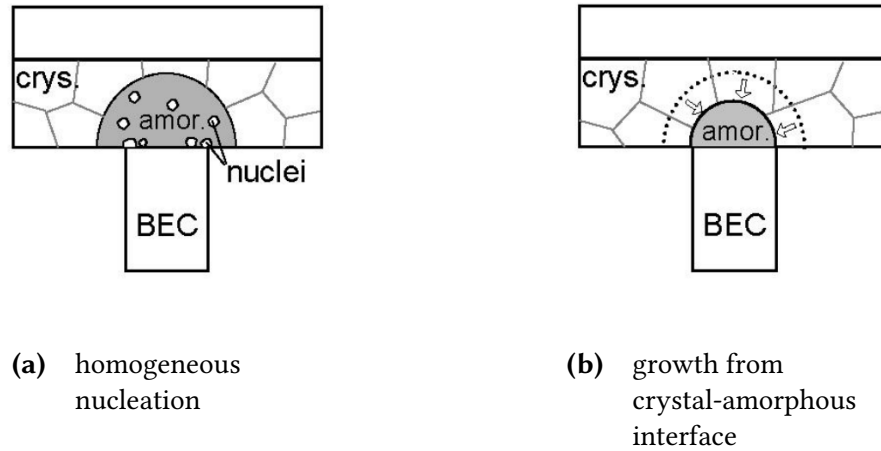 crys.
amor.
nuclei
BEC
(a) homogeneous
nucleation
crys.
amor.
BEC
(b) growth from
crystal-amorphous
interface